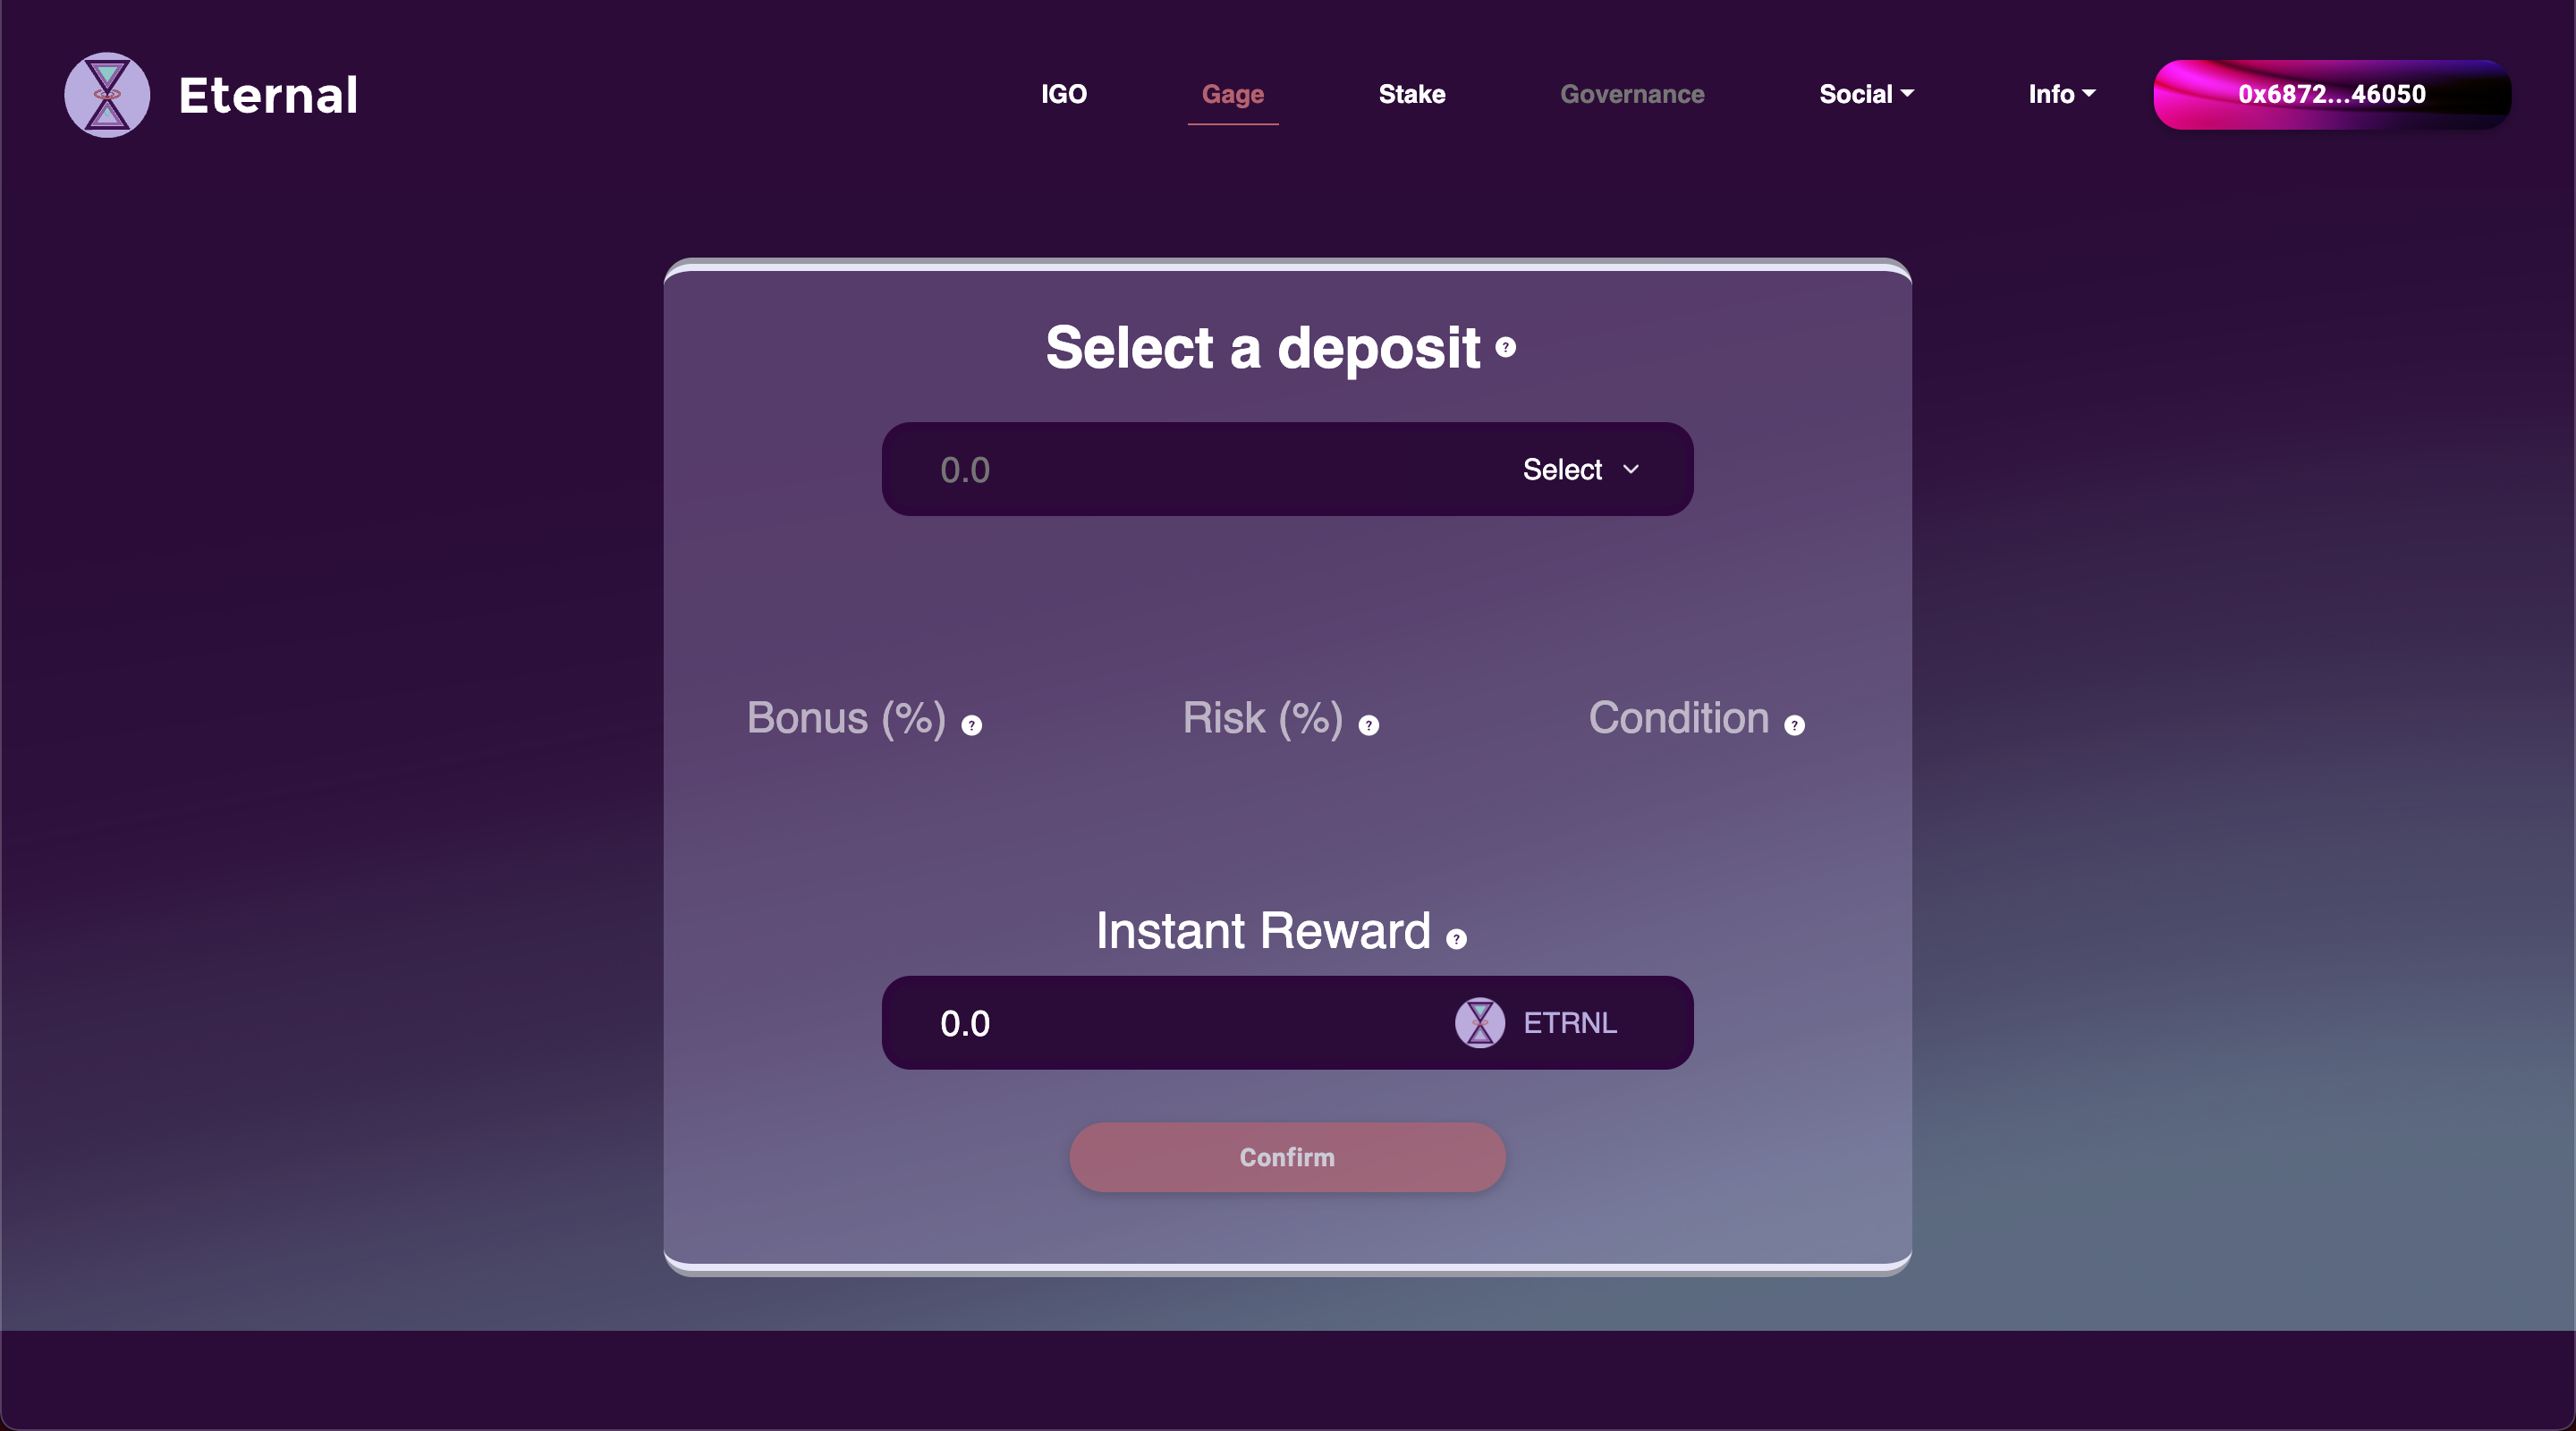 Eternal
IGO Gage Stake Governance Social Info 0x6872...46050
Select a deposit ?
0.0 Select
Bonus (%) ? Risk (%) ? Condition ?
Instant Reward ?
0.0 ETRNL
Confirm